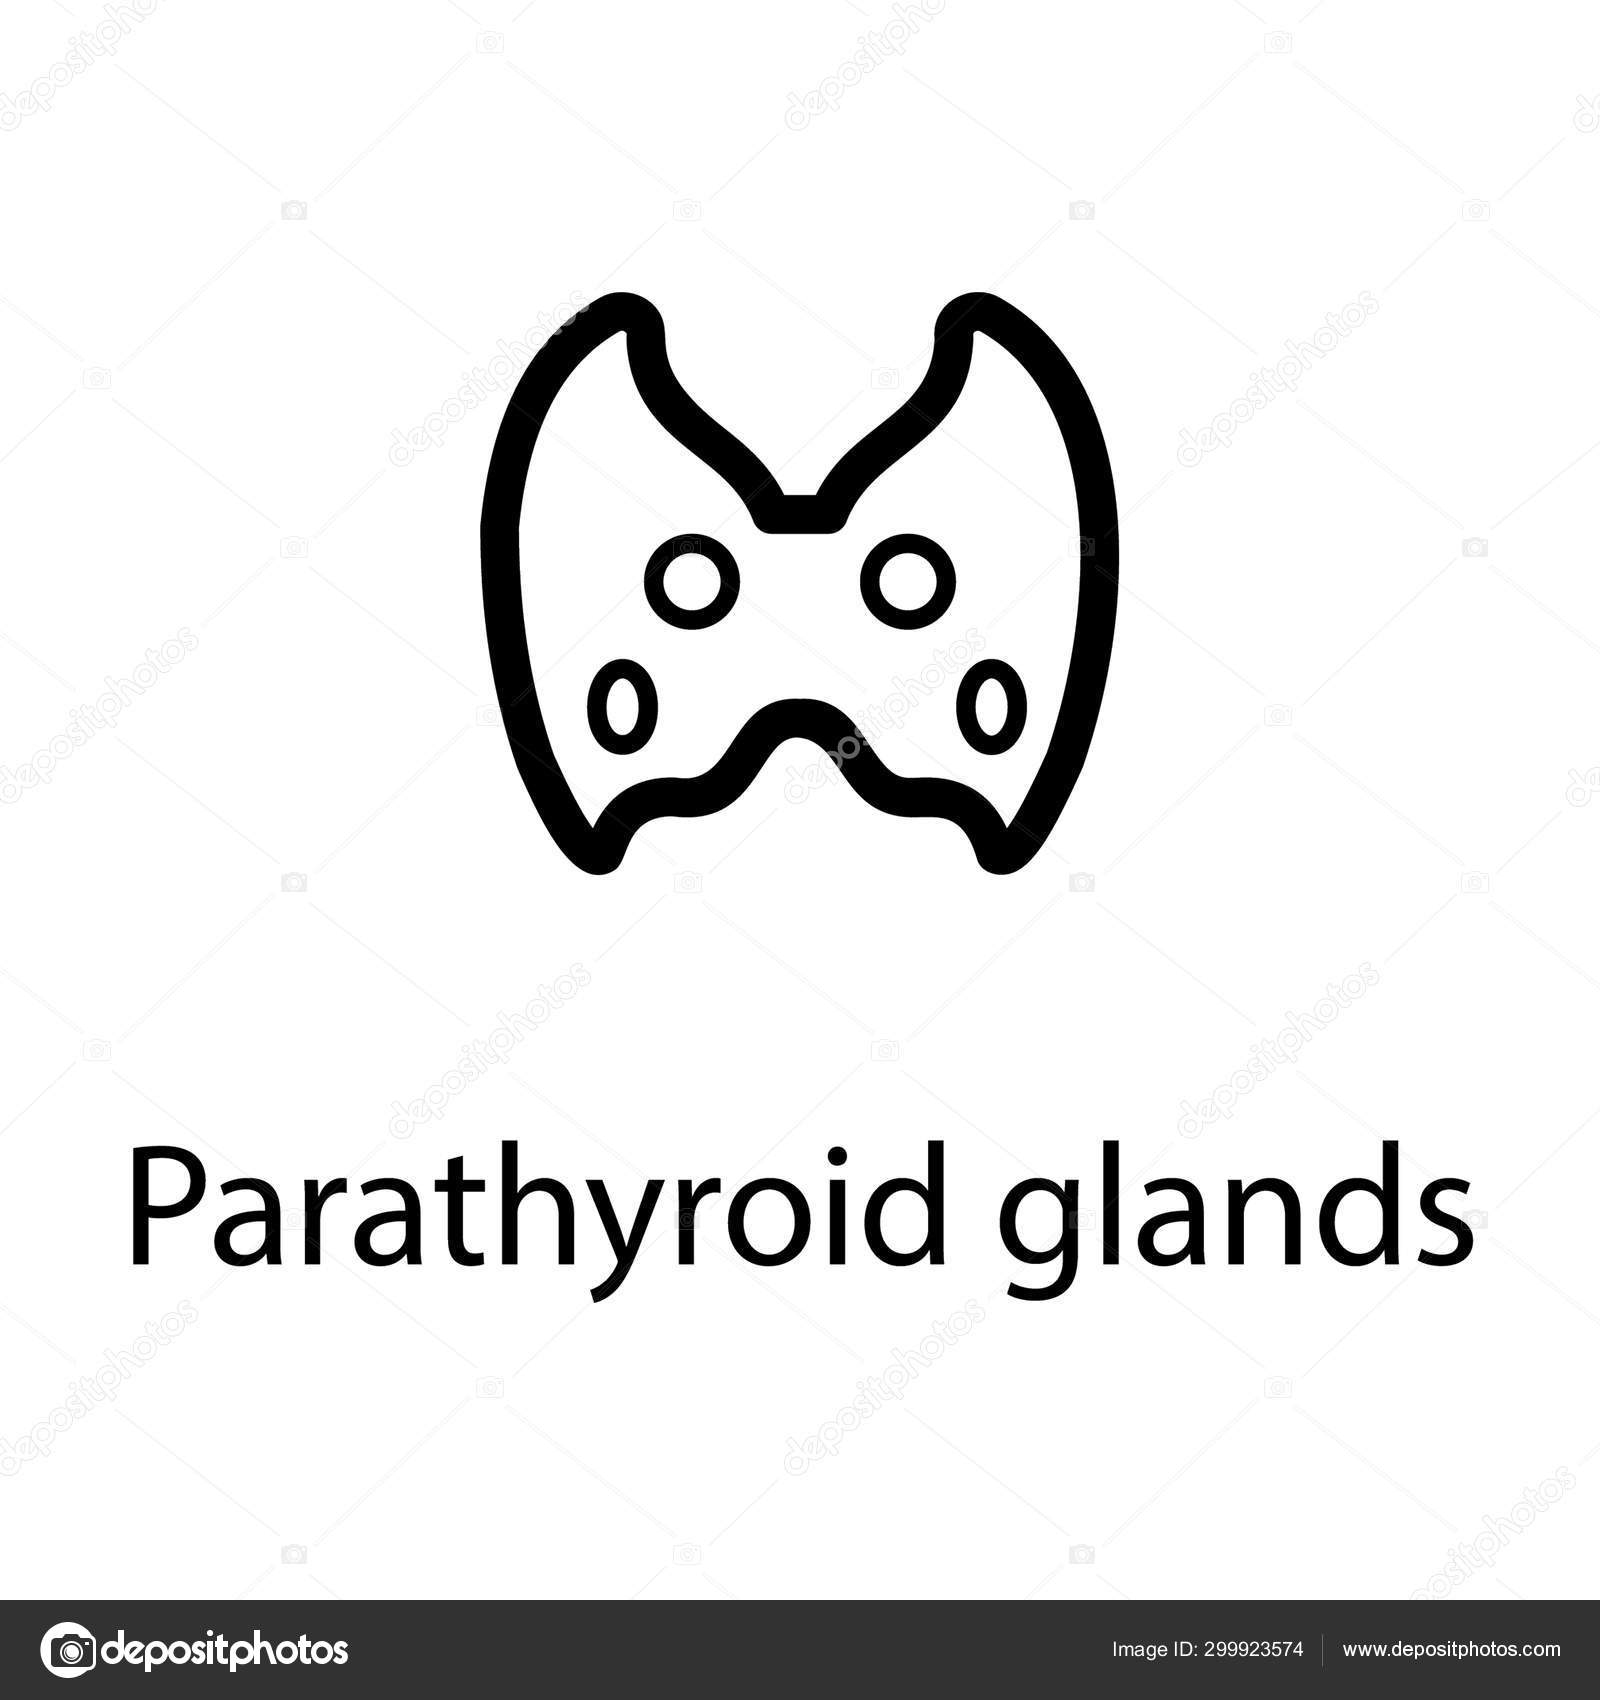 Parathyroid glands
depositphotos
Image ID: 299923574
www.depositphotos.com